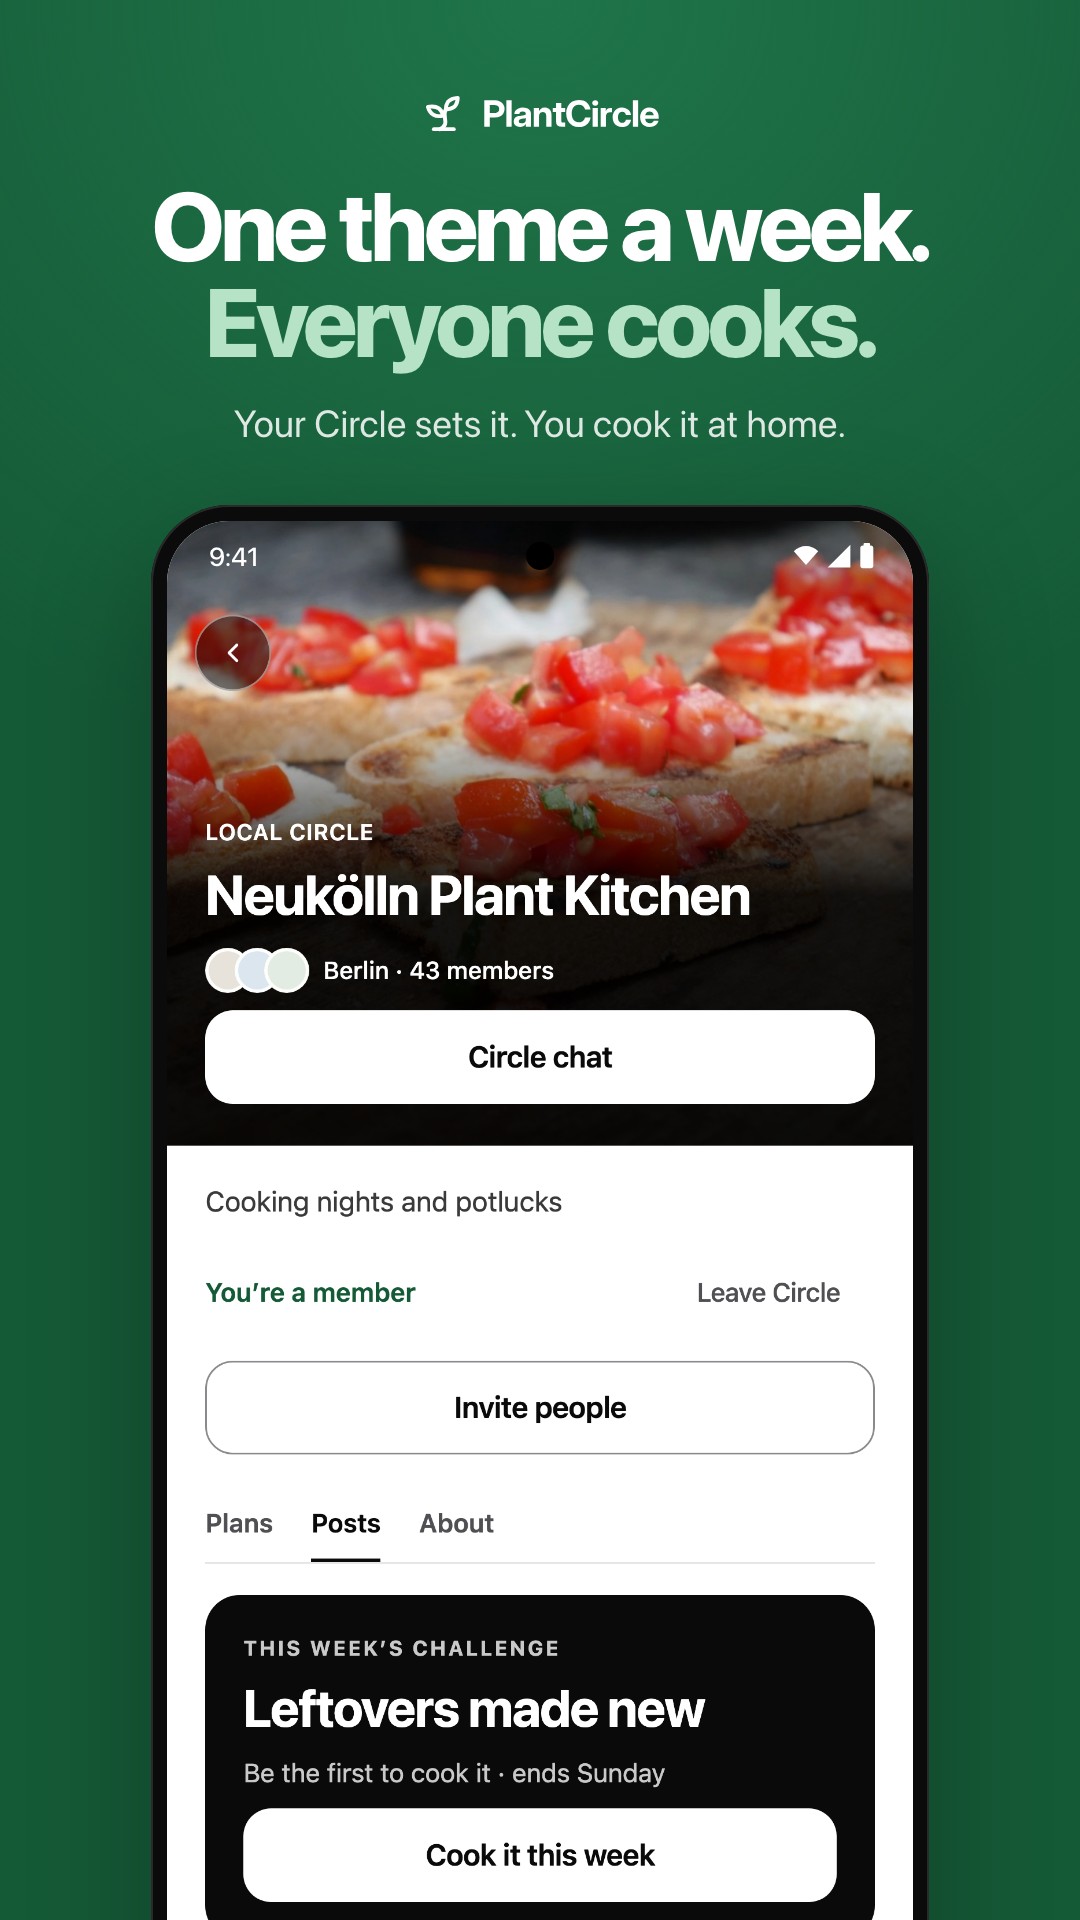 PlantCircle
One theme a week.
Everyone cooks.
Your Circle sets it. You cook it at home.
9:41
LOCAL CIRCLE
Neukölln Plant Kitchen
Berlin · 43 members
Circle chat
Cooking nights and potlucks
You’re a member
Leave Circle
Invite people
Plans Posts About
THIS WEEK’S CHALLENGE
Leftovers made new
Be the first to cook it · ends Sunday
Cook it this week